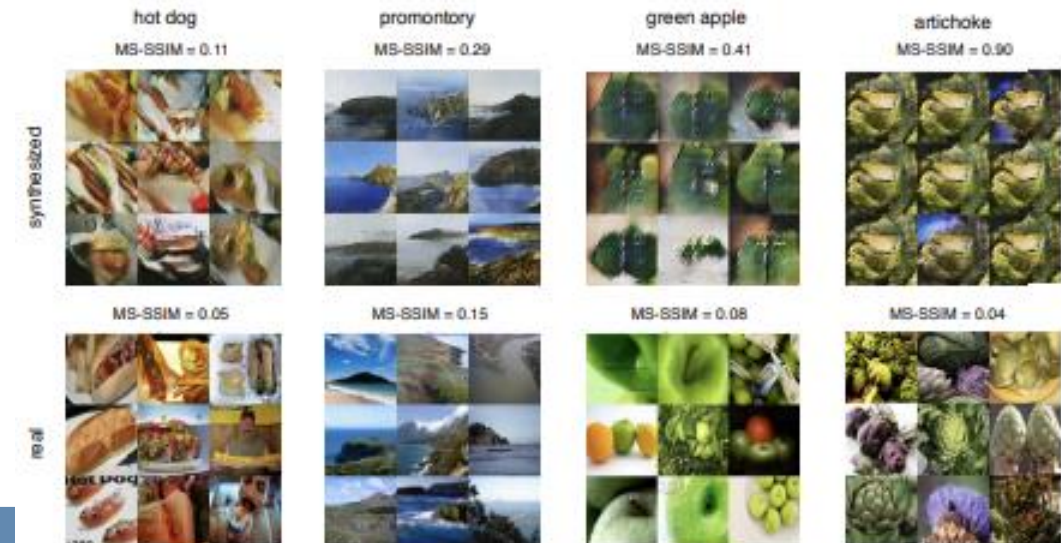 hot dog
promontory
green apple
artichoke
MS-SSIM = 0.11
MS-SSIM = 0.29
MS-SSIM = 0.41
MS-SSIM = 0.90
synthesized
MS-SSIM = 0.05
MS-SSIM = 0.15
MS-SSIM = 0.08
MS-SSIM = 0.04
real